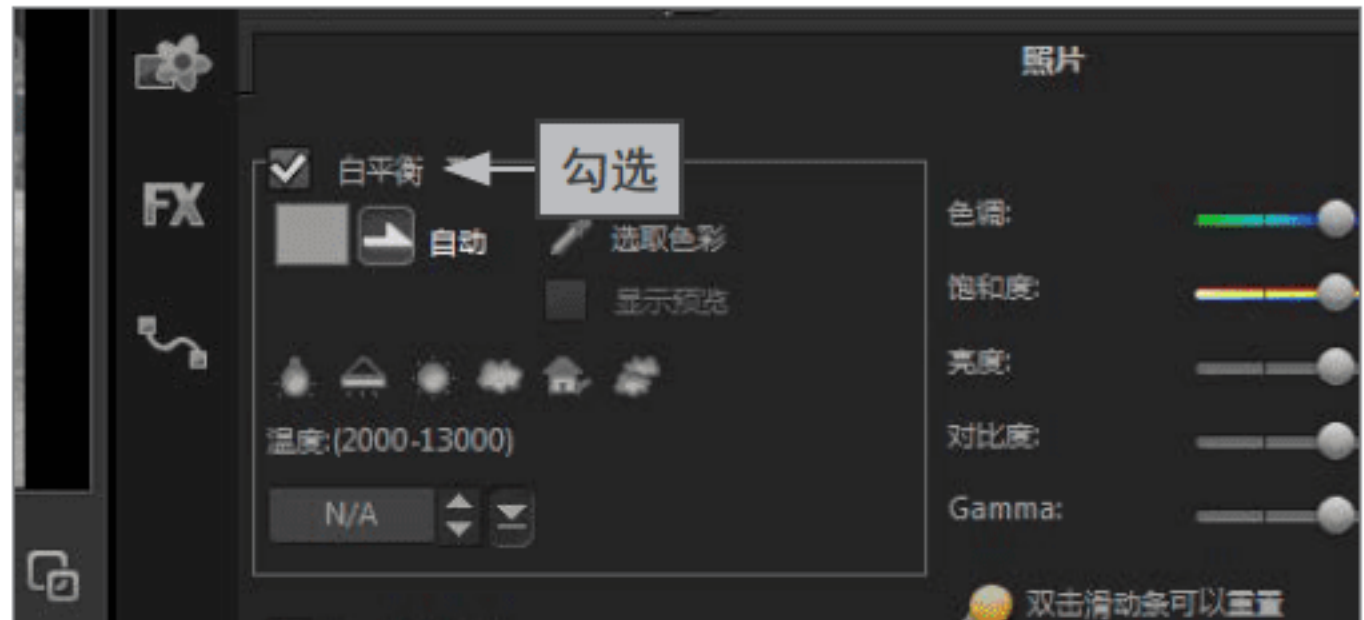 照片
白平衡
勾选
FX
自动
选取色彩
显示预览
温度:(2000-13000)
N/A
色调:
饱和度:
亮度:
对比度:
Gamma:
双击滑动条可以重置